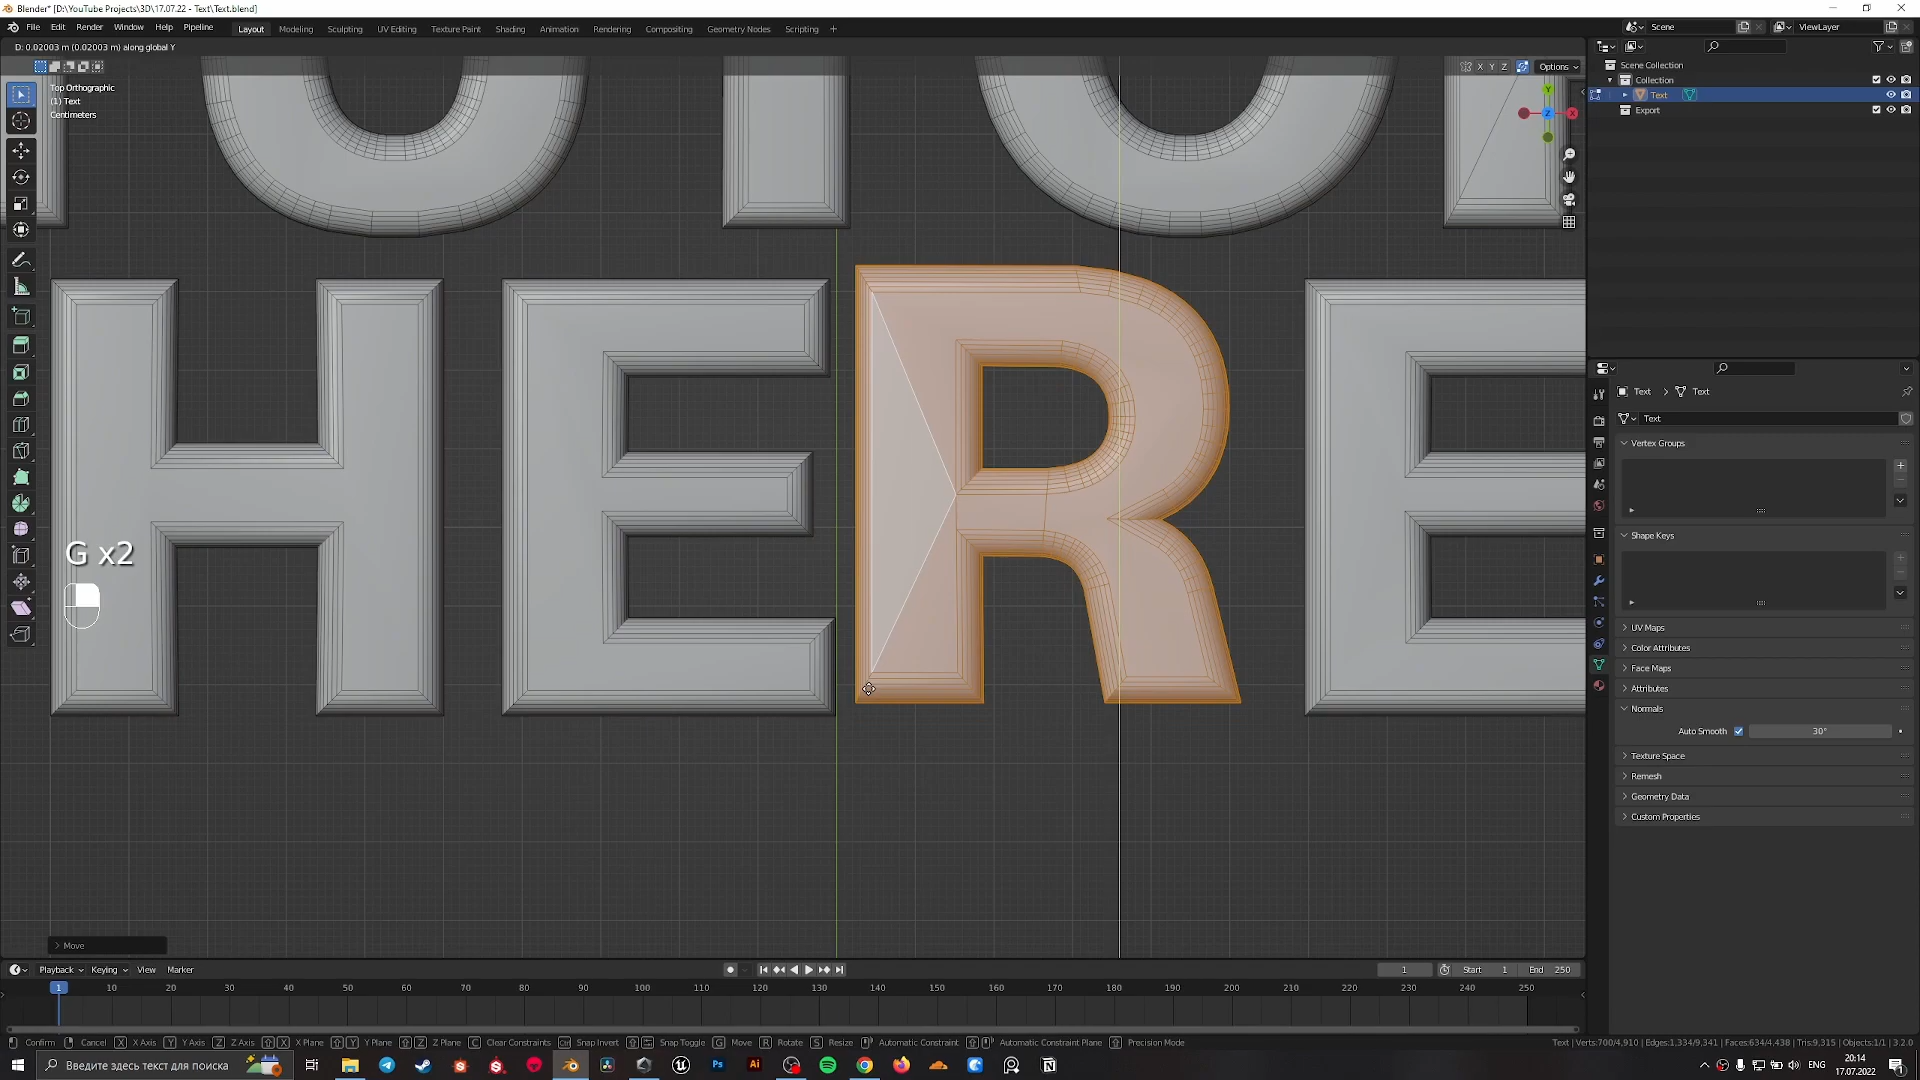 Blender* [D:\YouTube Projects\3D\17.07.22 - Text\Text.blend]
File Edit Render Window Help Pipeline Layout Modeling Sculpting UV Editing Texture Paint Shading Animation Rendering Compositing Geometry Nodes Scripting + Scene ViewLayer
D: 0.02003 m (0.02003 m) along global Y
X Y Z Options
Scene Collection
Collection
Text
Export
Top Orthographic
(1) Text
Centimeters
Y
X
Z
HERE
G x2
Text > Text
Text
Vertex Groups
Shape Keys
UV Maps
Color Attributes
Face Maps
Attributes
Normals
Auto Smooth 30°
Texture Space
Remesh
Geometry Data
Custom Properties
> Move
Playback Keying View Marker 1 Start 1 End 250
1 10 20 30 40 50 60 70 80 90 100 110 120 130 140 150 160 170 180 190 200 210 220 230 240 250
Confirm Cancel X X Axis Y Y Axis Z Z Axis X X Plane Y Y Plane Z Z Plane C Clear Constraints Ctrl Snap Invert Snap Toggle G Move R Rotate S Resize Automatic Constraint Automatic Constraint Plane Precision Mode Text | Verts:700/4,910 | Edges:1,334/9,341 | Faces:634/4,438 | Tris:9,315 | Objects:1/1 | 3.2.0
Введите здесь текст для поиска Ps Ai ENG 20:14
17.07.2022